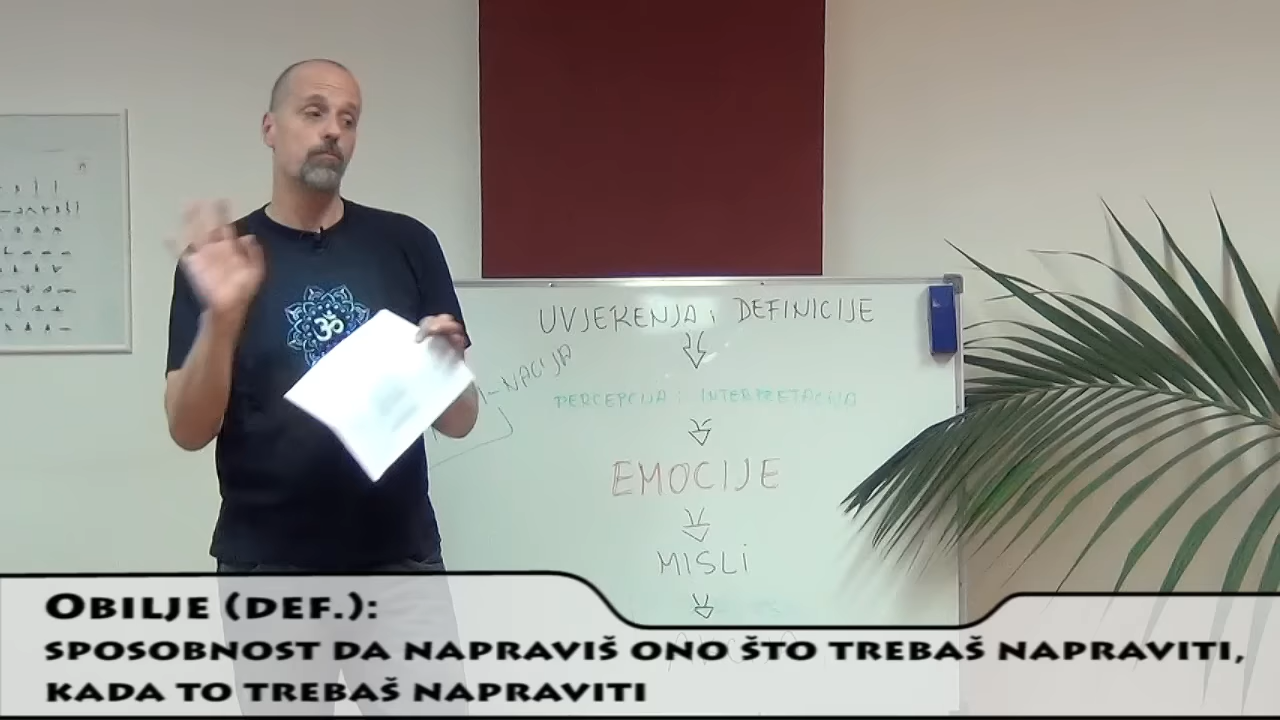 UVJERENJA i DEFINICIJE
i-NACIJA
PERCEPCIJA i INTERPRETACIJA
EMOCIJE
MISLI
ॐ
OBILJE (DEF.):
SPOSOBNOST DA NAPRAVIŠ ONO ŠTO TREBAŠ NAPRAVITI,
KADA TO TREBAŠ NAPRAVITI